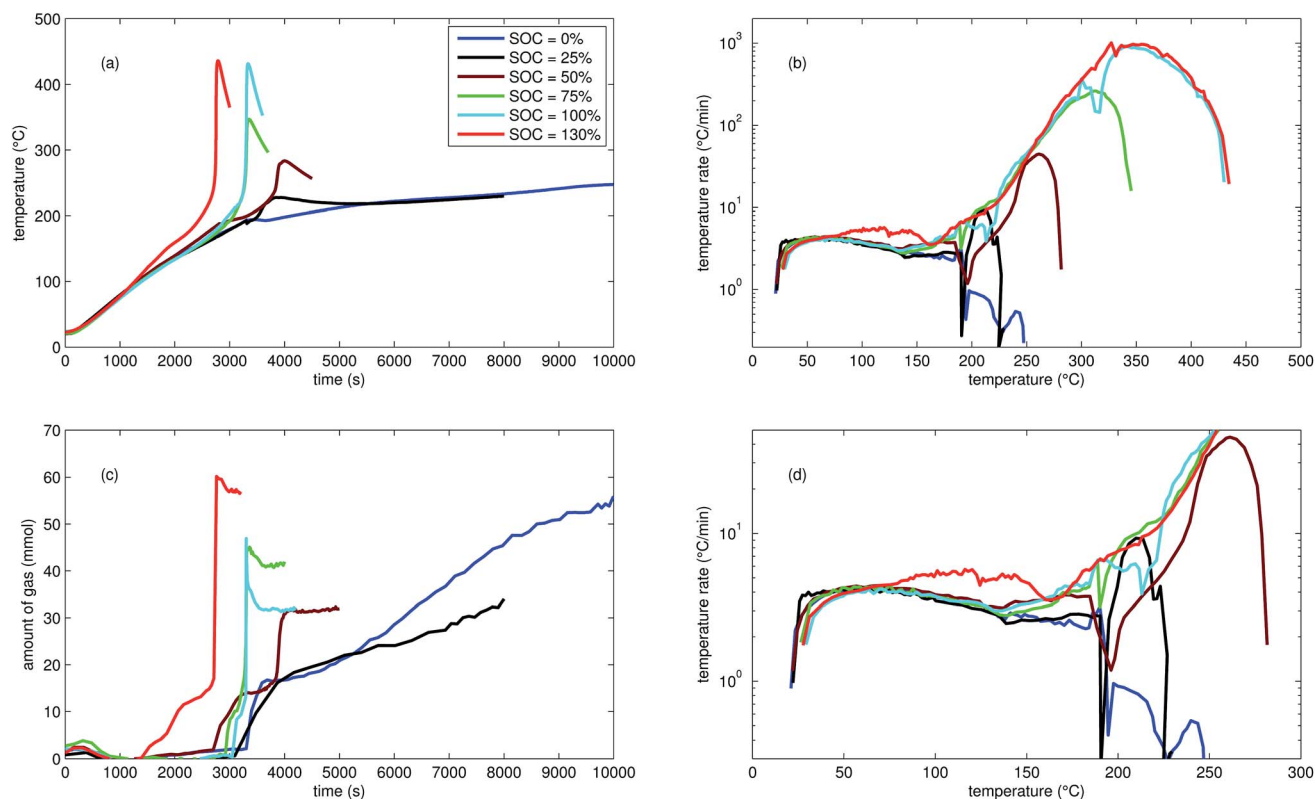 500
400
300
200
100
0
temperature (°C)
(a)
SOC = 0%
SOC = 25%
SOC = 50%
SOC = 75%
SOC = 100%
SOC = 130%
0 1000 2000 3000 4000 5000 6000 7000 8000 9000 10000
time (s)
10³
10²
10¹
10⁰
temperature rate (°C/min)
(b)
0 50 100 150 200 250 300 350 400 450 500
temperature (°C)
70
60
50
40
30
20
10
0
amount of gas (mmol)
(c)
0 1000 2000 3000 4000 5000 6000 7000 8000 9000 10000
time (s)
10¹
10⁰
temperature rate (°C/min)
(d)
0 50 100 150 200 250 300
temperature (°C)